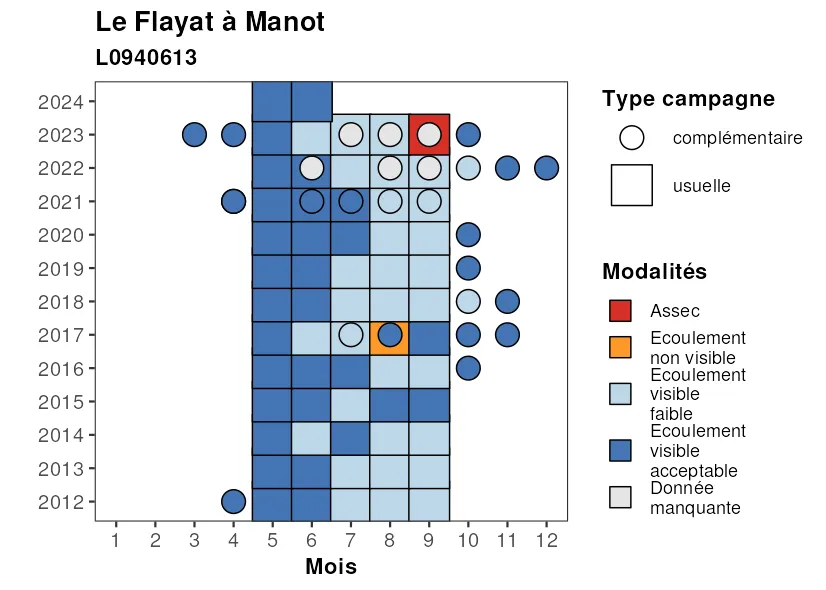 Le Flayat à Manot
L0940613
2024
2023
2022
2021
2020
2019
2018
2017
2016
2015
2014
2013
2012
1 2 3 4 5 6 7 8 9 10 11 12
Mois
Type campagne
complémentaire
usuelle
Modalités
Assec
Ecoulement
non visible
Ecoulement
visible
faible
Ecoulement
visible
acceptable
Donnée
manquante